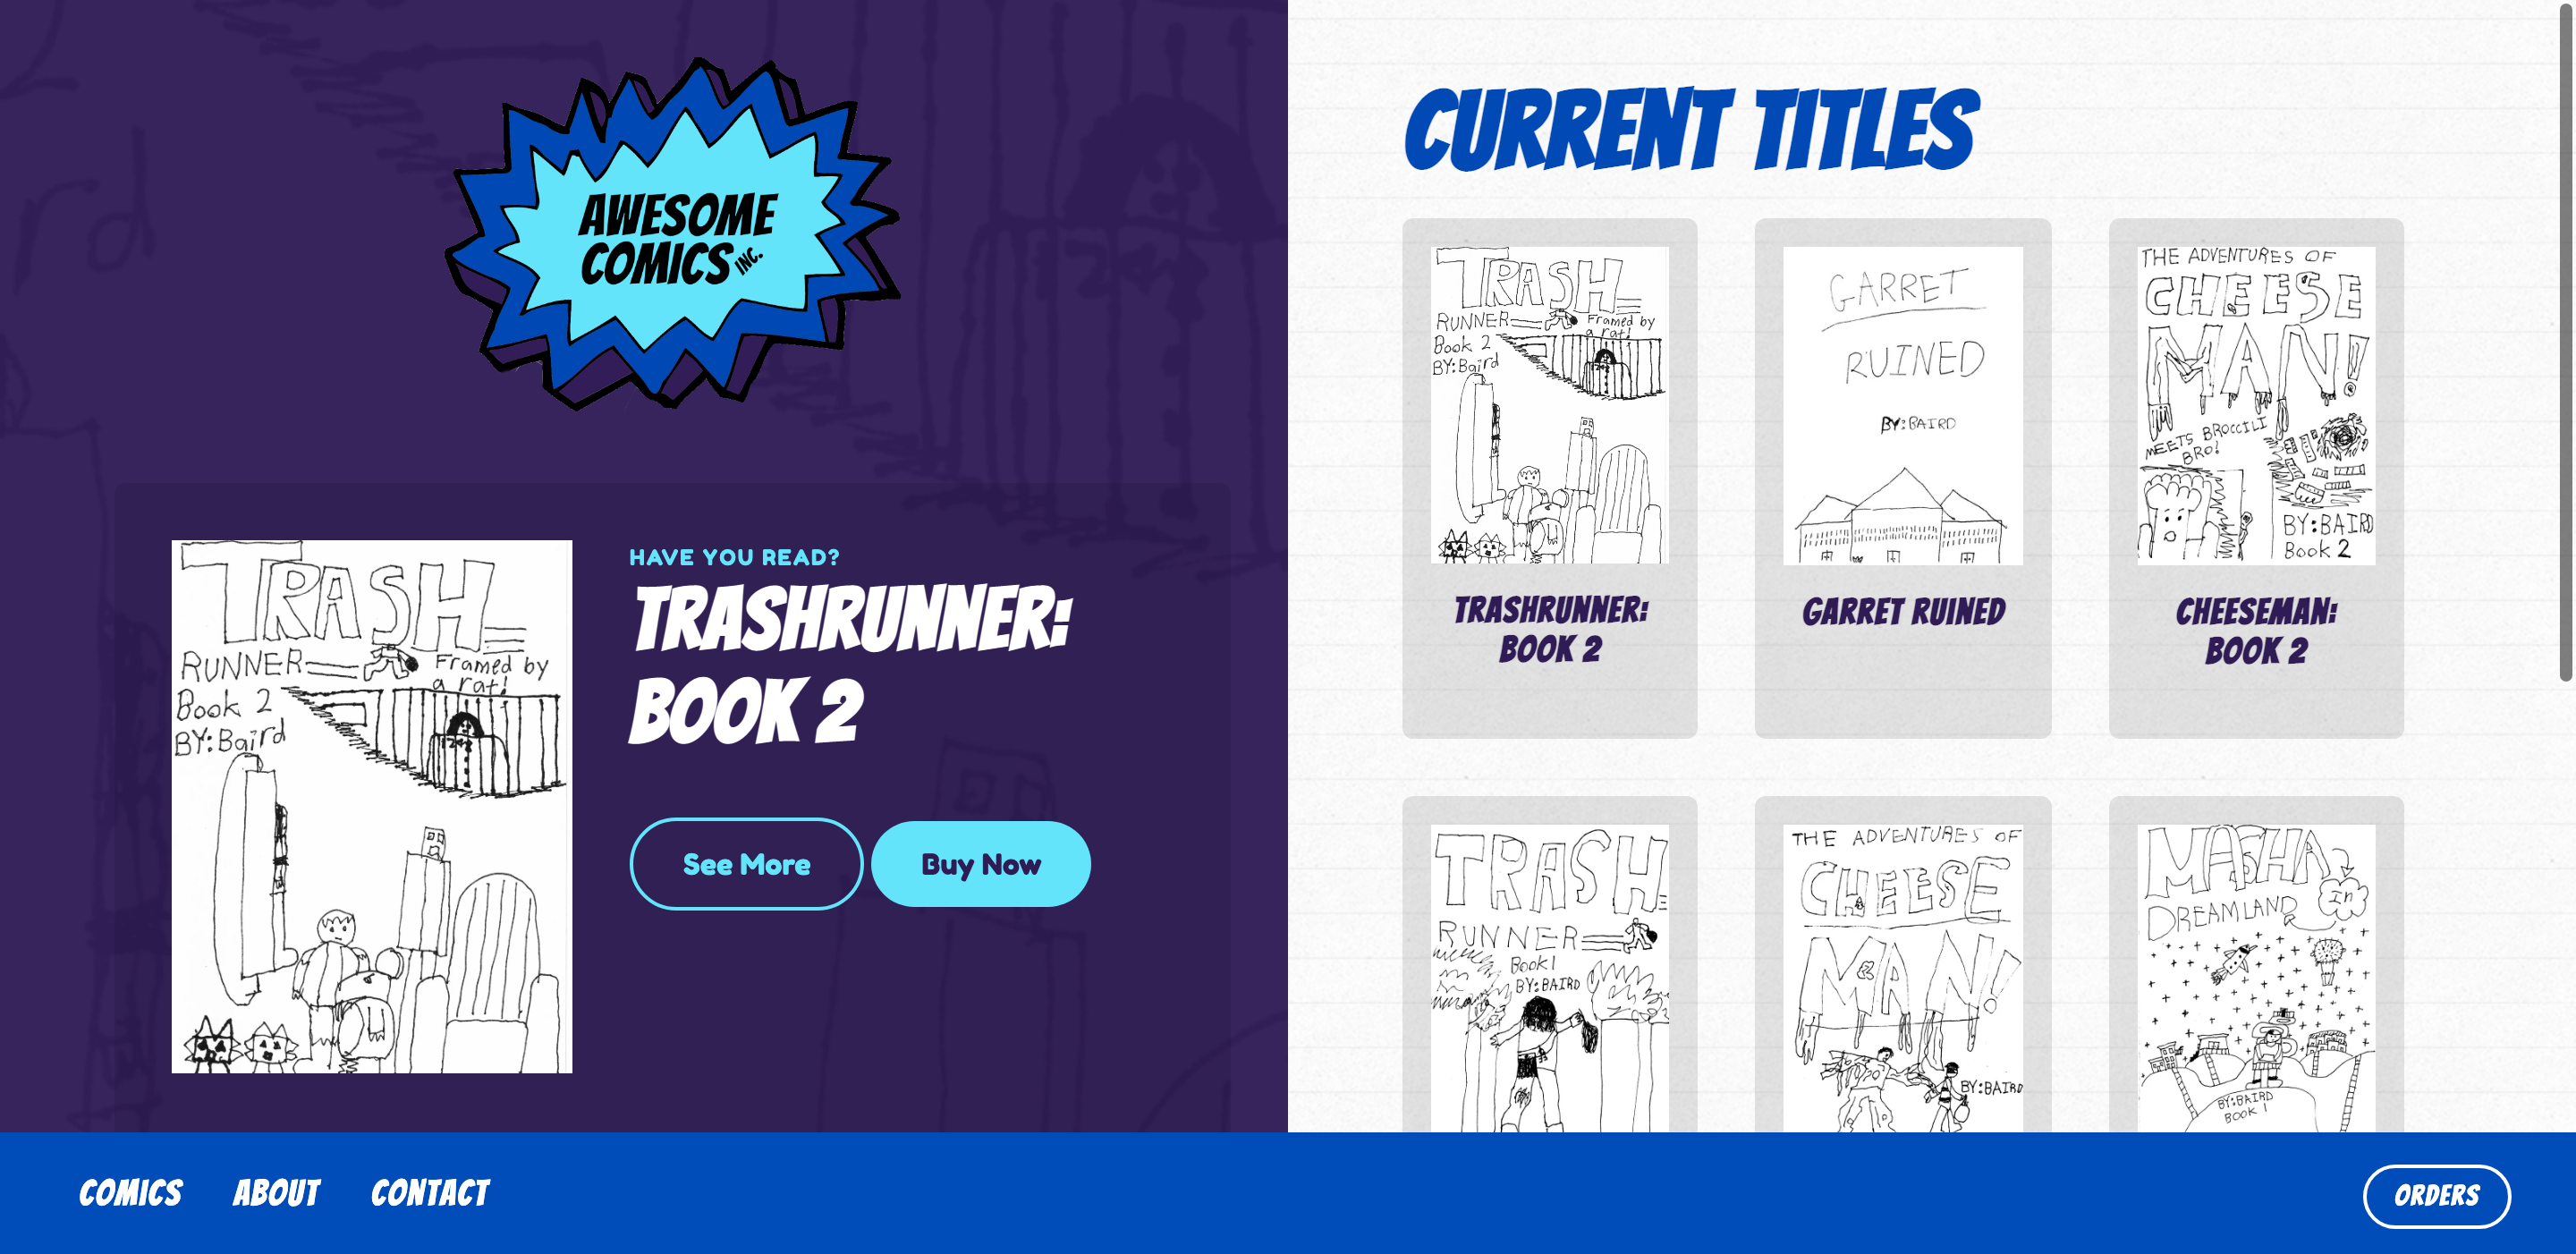 AWESOME
COMICS INC.
TRASH
RUNNER Framed by
a rat!
Book 2
BY: Baird
HAVE YOU READ?
TRASHRUNNER:
BOOK 2
See More
Buy Now
CURRENT TITLES
TRASH
RUNNER Framed by
a rat!
Book 2
BY: Baird
TRASHRUNNER:
BOOK 2
GARRET
RUINED
BY: BAIRD
GARRET RUINED
THE ADVENTURES OF
CHEESE
MAN!
MEETS BROCCILI
BRO!
BY: BAIRD
Book 2
CHEESEMAN:
BOOK 2
TRASH
RUNNER
Book 1
BY: BAIRD
THE ADVENTURES OF
CHEESE
MAN!
BY: BAIRD
MASHA
In
DREAMLAND
BY: BAIRD
BOOK 1
COMICS
ABOUT
CONTACT
ORDERS